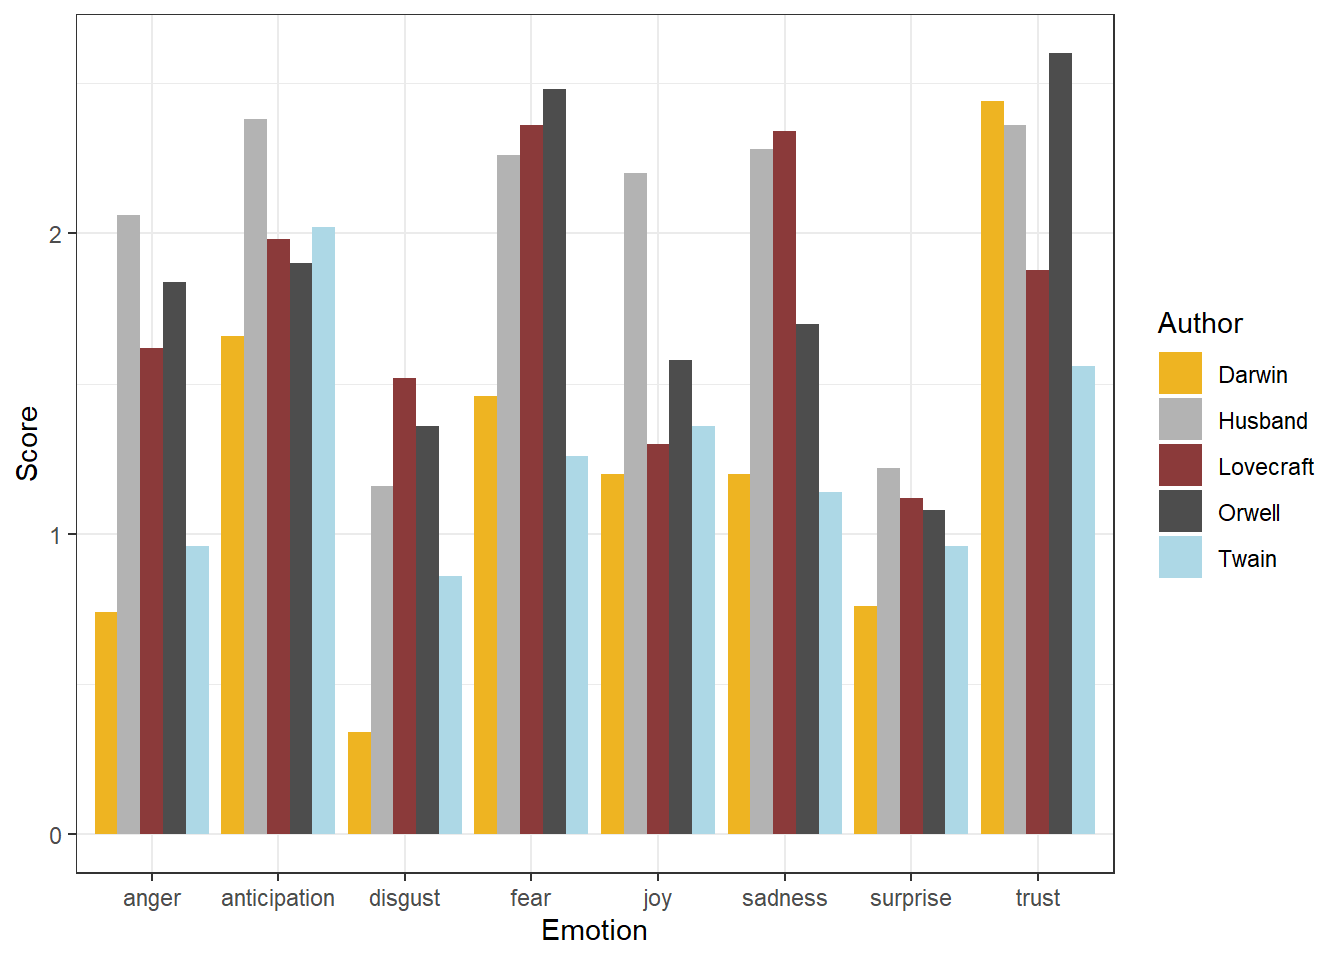 2
1
0
Score
anger anticipation disgust fear joy sadness surprise trust
Emotion
Author
Darwin
Husband
Lovecraft
Orwell
Twain